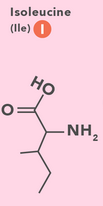 Isoleucine
(Ile) I
HO
O
NH₂